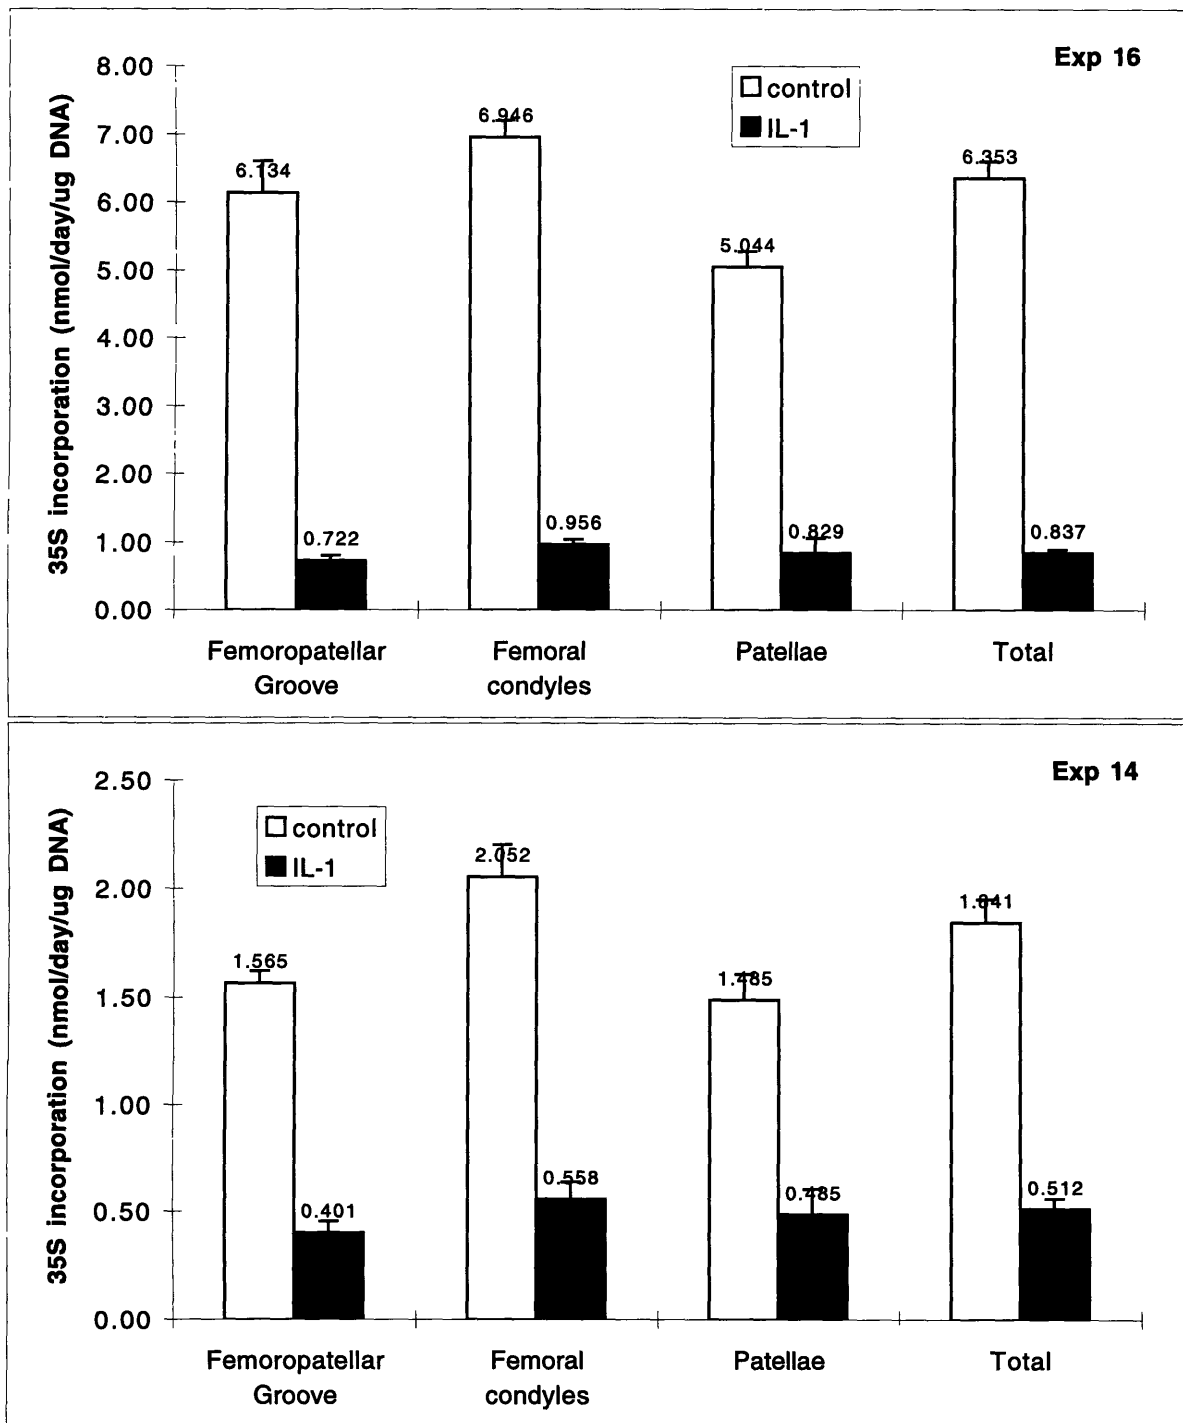 Exp 16
control
IL-1
35S incorporation (nmol/day/ug DNA)
8.00
7.00
6.00
5.00
4.00
3.00
2.00
1.00
0.00
6.134
0.722
6.946
0.956
5.044
0.829
6.353
0.837
Femoropatellar
Groove
Femoral
condyles
Patellae
Total
Exp 14
control
IL-1
35S incorporation (nmol/day/ug DNA)
2.50
2.00
1.50
1.00
0.50
0.00
1.565
0.401
2.052
0.558
1.485
0.485
1.841
0.512
Femoropatellar
Groove
Femoral
condyles
Patellae
Total